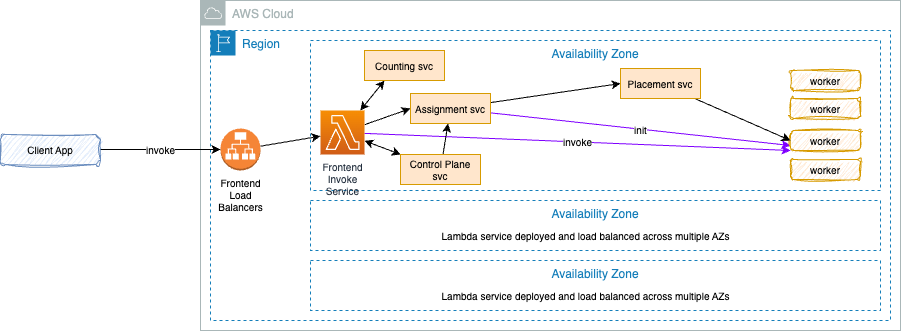 AWS Cloud
Region
Availability Zone
Counting svc
Placement svc
worker
Assignment svc
worker
init
Client App
invoke
invoke
worker
Frontend
Load
Balancers
Frontend
Invoke
Service
Control Plane
svc
worker
Availability Zone
Lambda service deployed and load balanced across multiple AZs
Availability Zone
Lambda service deployed and load balanced across multiple AZs